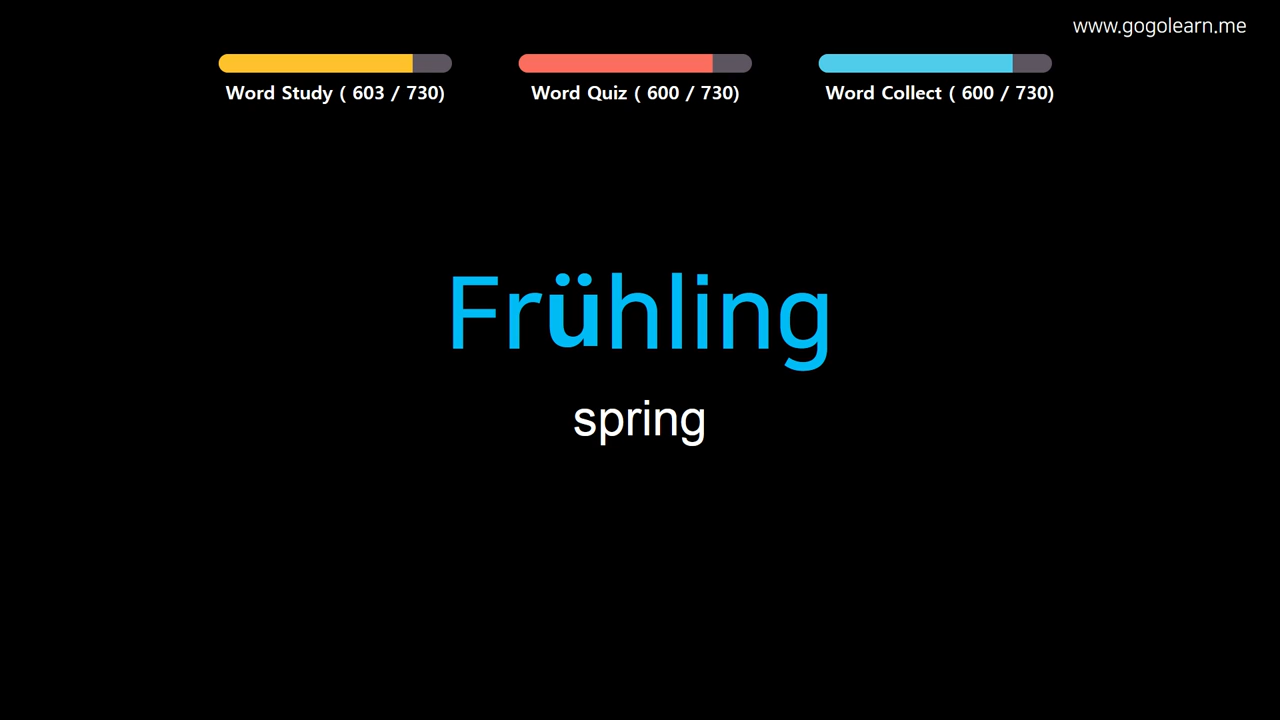 www.gogolearn.me
Word Study ( 603 / 730)
Word Quiz ( 600 / 730)
Word Collect ( 600 / 730)
Frühling
spring